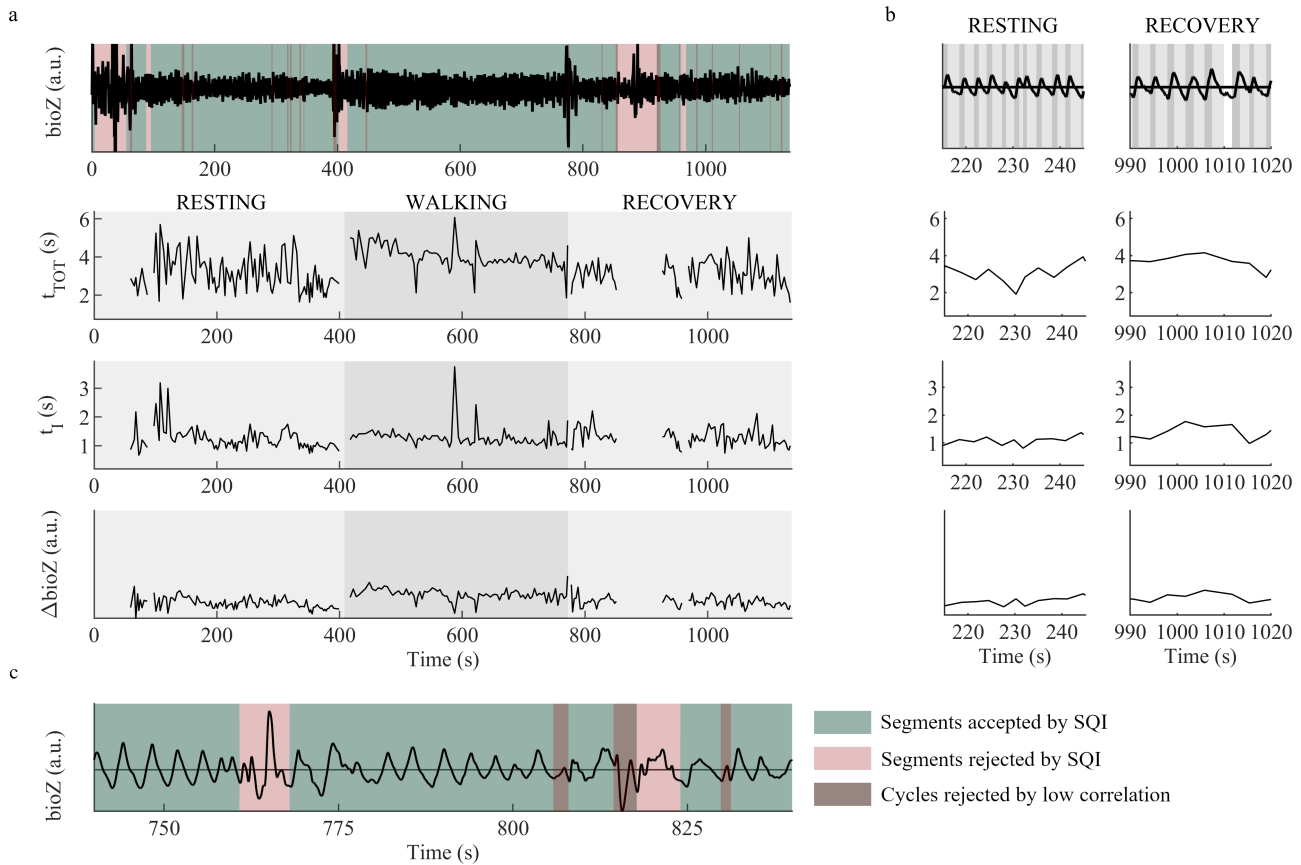 a
bioZ (a.u.)
0 200 400 600 800 1000
RESTING WALKING RECOVERY
t_TOT (s)
6
4
2
0 200 400 600 800 1000
t_I (s)
3
2
1
0 200 400 600 800 1000
ΔbioZ (a.u.)
0 200 400 600 800 1000
Time (s)
b
RESTING RECOVERY
220 230 240 990 1000 1010 1020
6 6
4 4
2 2
220 230 240 990 1000 1010 1020
3 3
2 2
1 1
220 230 240 990 1000 1010 1020
220 230 240 990 1000 1010 1020
Time (s) Time (s)
c
bioZ (a.u.)
750 775 800 825
Time (s)
Segments accepted by SQI
Segments rejected by SQI
Cycles rejected by low correlation